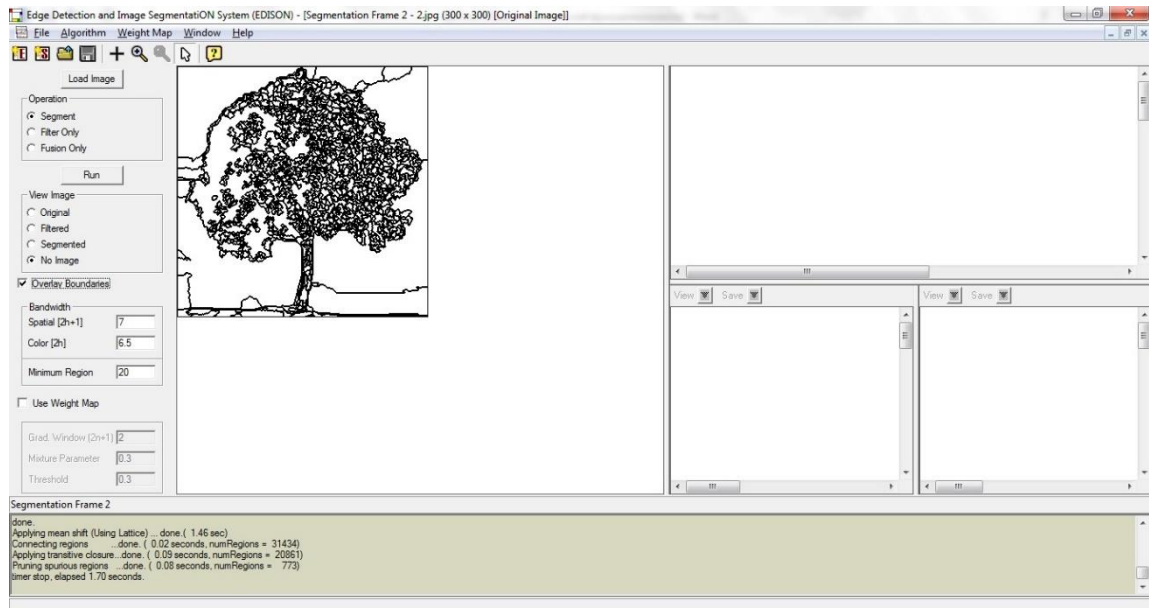 Edge Detection and Image SegmentatiON System (EDISON) - [Segmentation Frame 2 - 2.jpg (300 x 300) [Original Image]]
File Algorithm Weight Map Window Help
Load Image
Operation
Segment
Filter Only
Fusion Only
Run
View Image
Original
Filtered
Segmented
No Image
Overlay Boundaries
Bandwidth
Spatial [2h+1] 7
Color [2h] 6.5
Minimum Region 20
Use Weight Map
Grad. Window (2n+1) 2
Mixture Parameter 0.3
Threshold 0.3
View Save
View Save
Segmentation Frame 2
done.
Applying mean shift (Using Lattice) ... done.( 1.46 sec)
Connecting regions ...done. ( 0.02 seconds, numRegions = 31434)
Applying transitive closure...done. ( 0.09 seconds, numRegions = 20861)
Pruning spurious regions ...done. ( 0.08 seconds, numRegions = 773)
timer stop, elapsed 1.70 seconds.